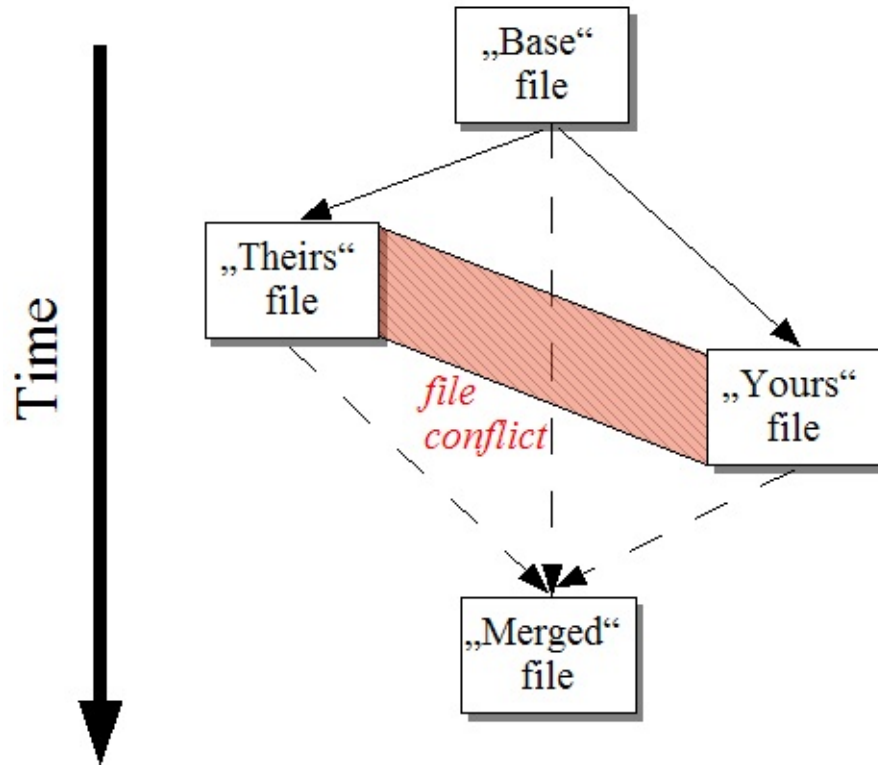 „Base“
file
„Theirs“
file
Time
„Yours“
file
file
conflict
„Merged“
file